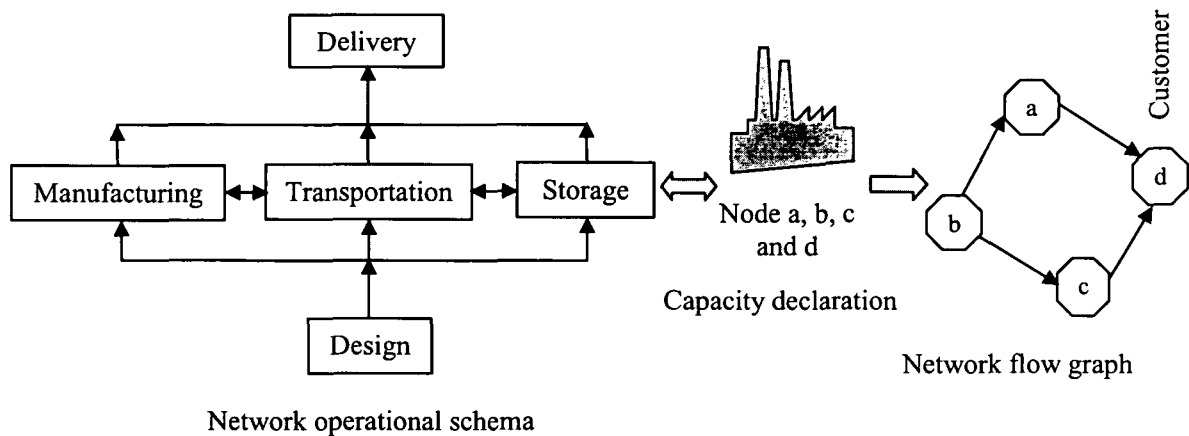 Delivery
Manufacturing
Transportation
Storage
Design
Network operational schema
Node a, b, c
and d
Capacity declaration
a
b
c
d
Customer
Network flow graph